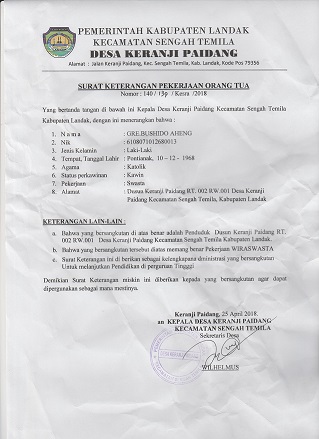 PEMERINTAH KABUPATEN LANDAK
KECAMATAN SENGAH TEMILA
DESA KERANJI PAIDANG
Alamat : Jalan Keranji Paidang, Kec. Sengah Temila, Kab. Landak, Kode Pos 79356
SURAT KETERANGAN PEKERJAAN ORANG TUA
Nomor : 140 / 13p / Kesra /2018
Yang bertanda tangan di bawah ini Kepala Desa Keranji Paidang Kecamatan Sengah Temila
Kabupaten Landak, dengan ini menerangkan bahwa :
1. N a m a : GRE.BUSHIDO AHENG
2. Nik : 6108071012680013
3. Jenis Kelamin : Laki-Laki
4. Tempat, Tanggal Lahir : Pontianak, 10 – 12 – 1968
5. Agama : Katolik
6. Status perkawinan : Kawin
7. Pekerjaan : Swasta
8. Alamat : Dusun Keranji Paidang RT. 002 RW.001 Desa Keranji
Paidang Kecamatan Sengah Temila, Kabupaten Landak
KETERANGAN LAIN-LAIN :
a. Bahwa yang bersangkutan di atas benar adalah Penduduk Dusun Keranji Paidang RT.
002 RW.001 Desa Keranji Paidang Kecamatan Sengah Temila Kabupaten Landak.
b. Bahwa yang bersangkutan tersebut diatas memang benar Pekerjaan WIRASWASTA
c. Surat Keterangan ini di berikan sebagai kelengkapan dministrasi yang bersangkutan
Untuk melanjutkan Pendidikan di perguruan Tinggi
Demikian Surat Keterangan miskin ini diberikan kepada yang bersangkutan agar dapat
dipergunakan sebagai mana mestinya.
Keranji Paidang, 25 April 2018.
an KEPALA DESA KERANJI PAIDANG
KECAMATAN SENGAH TEMILA
Sekretaris Desa
WILHELMUS